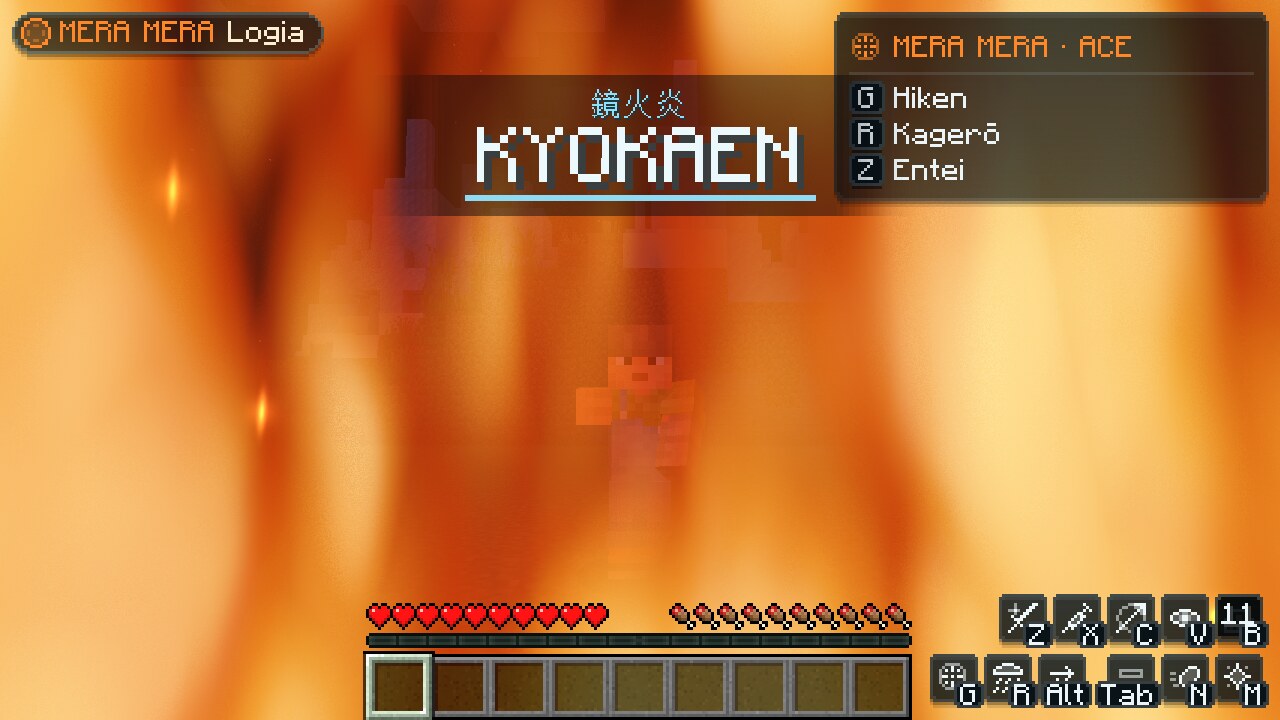 MERA MERA Logia
MERA MERA · ACE
G Hiken
R Kagerō
Z Entei
鏡火炎
KYOKAEN
Z X C V 11 B
G R Alt Tab N M